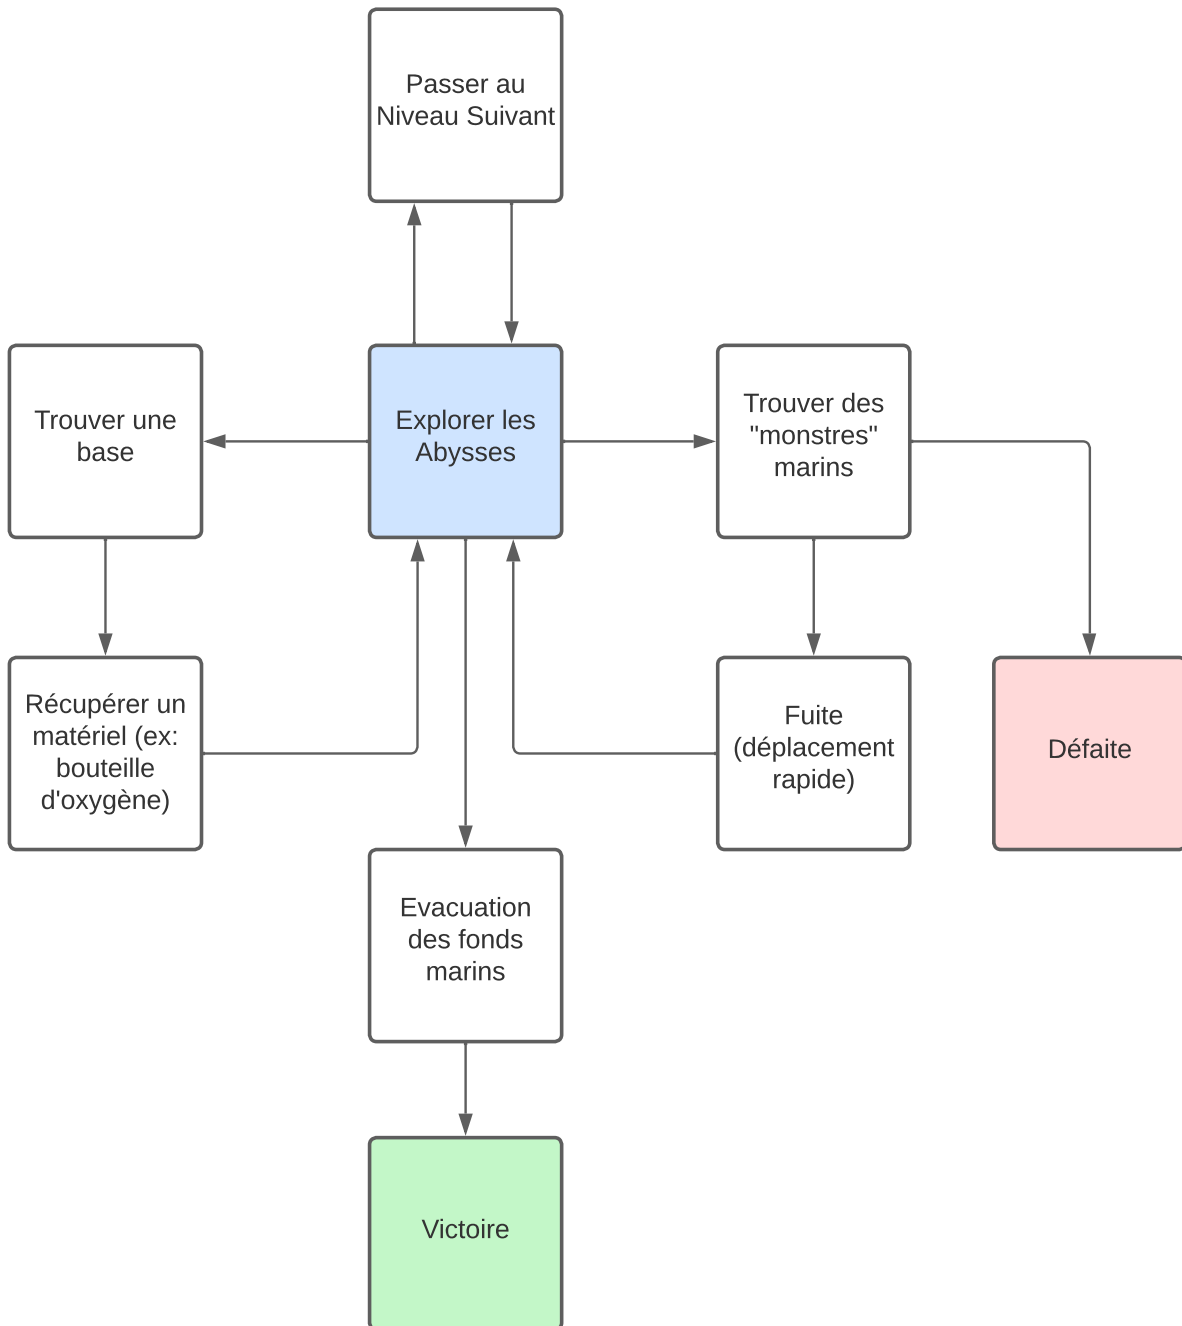 Passer au
Niveau Suivant
Trouver une
base
Explorer les
Abysses
Trouver des
"monstres"
marins
Récupérer un
matériel (ex:
bouteille
d'oxygène)
Fuite
(déplacement
rapide)
Défaite
Evacuation
des fonds
marins
Victoire